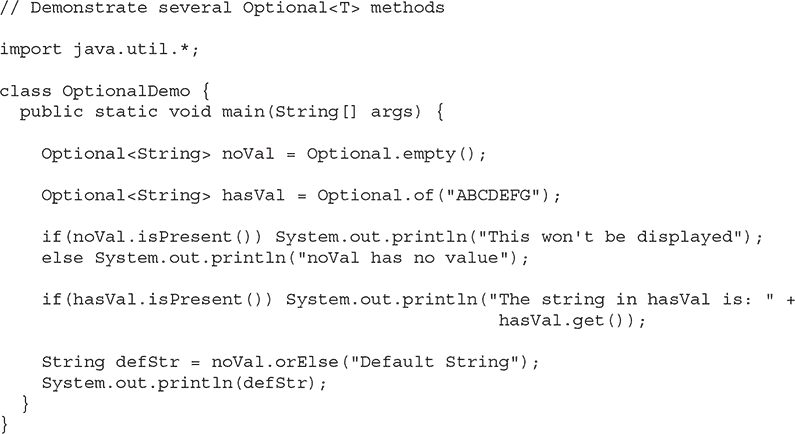 // Demonstrate several Optional<T> methods
import java.util.*;
class OptionalDemo {
public static void main(String[] args) {
Optional<String> noVal = Optional.empty();
Optional<String> hasVal = Optional.of("ABCDEFG");
if(noVal.isPresent()) System.out.println("This won't be displayed");
else System.out.println("noVal has no value");
if(hasVal.isPresent()) System.out.println("The string in hasVal is: " +
hasVal.get());
String defStr = noVal.orElse("Default String");
System.out.println(defStr);
}
}